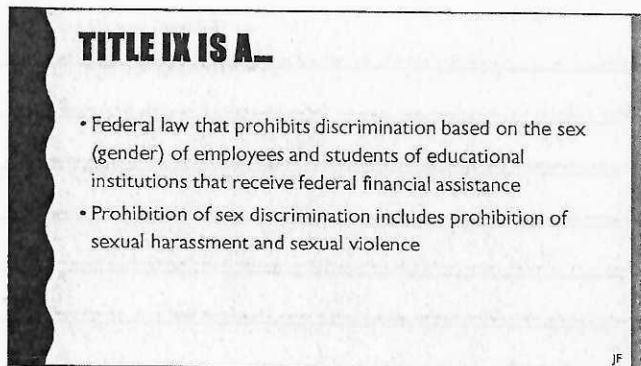 TITLE IX IS A...
• Federal law that prohibits discrimination based on the sex
(gender) of employees and students of educational
institutions that receive federal financial assistance
• Prohibition of sex discrimination includes prohibition of
sexual harassment and sexual violence
JF